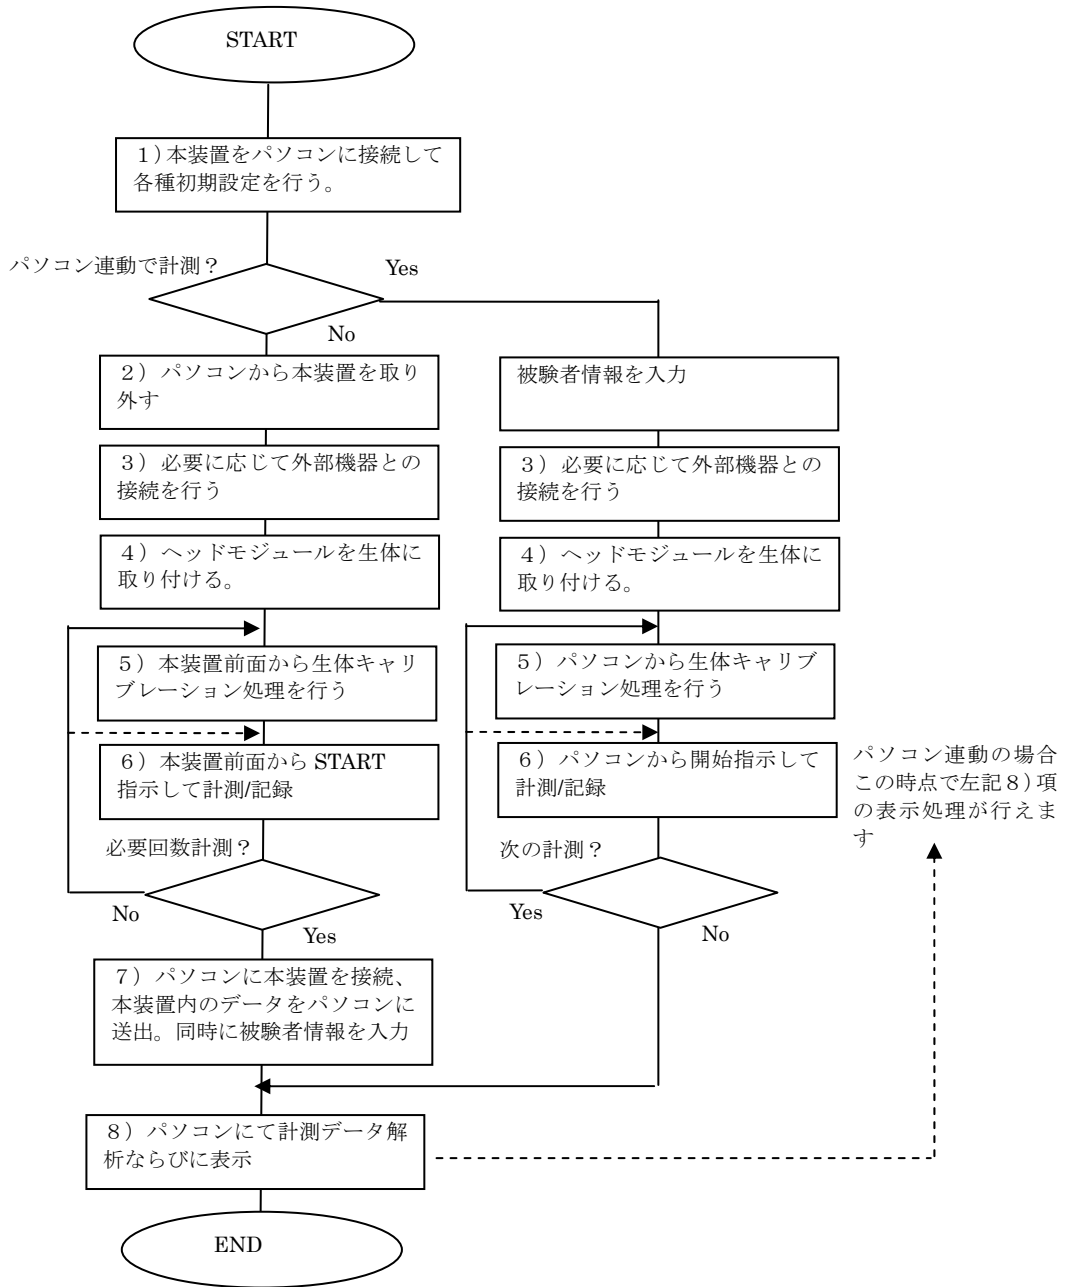 START
１）本装置をパソコンに接続して
各種初期設定を行う。
パソコン連動で計測？
Yes
No
２）パソコンから本装置を取り
外す
３）必要に応じて外部機器との
接続を行う
４）ヘッドモジュールを生体に
取り付ける。
５）本装置前面から生体キャリ
ブレーション処理を行う
６）本装置前面から START
指示して計測/記録
必要回数計測？
No
Yes
７）パソコンに本装置を接続、
本装置内のデータをパソコンに
送出。同時に被験者情報を入力
被験者情報を入力
３）必要に応じて外部機器との
接続を行う
４）ヘッドモジュールを生体に
取り付ける。
５）パソコンから生体キャリブ
レーション処理を行う
６）パソコンから開始指示して
計測/記録
次の計測？
Yes
No
パソコン連動の場合
この時点で左記８）項
の表示処理が行えま
す
８）パソコンにて計測データ解
析ならびに表示
END